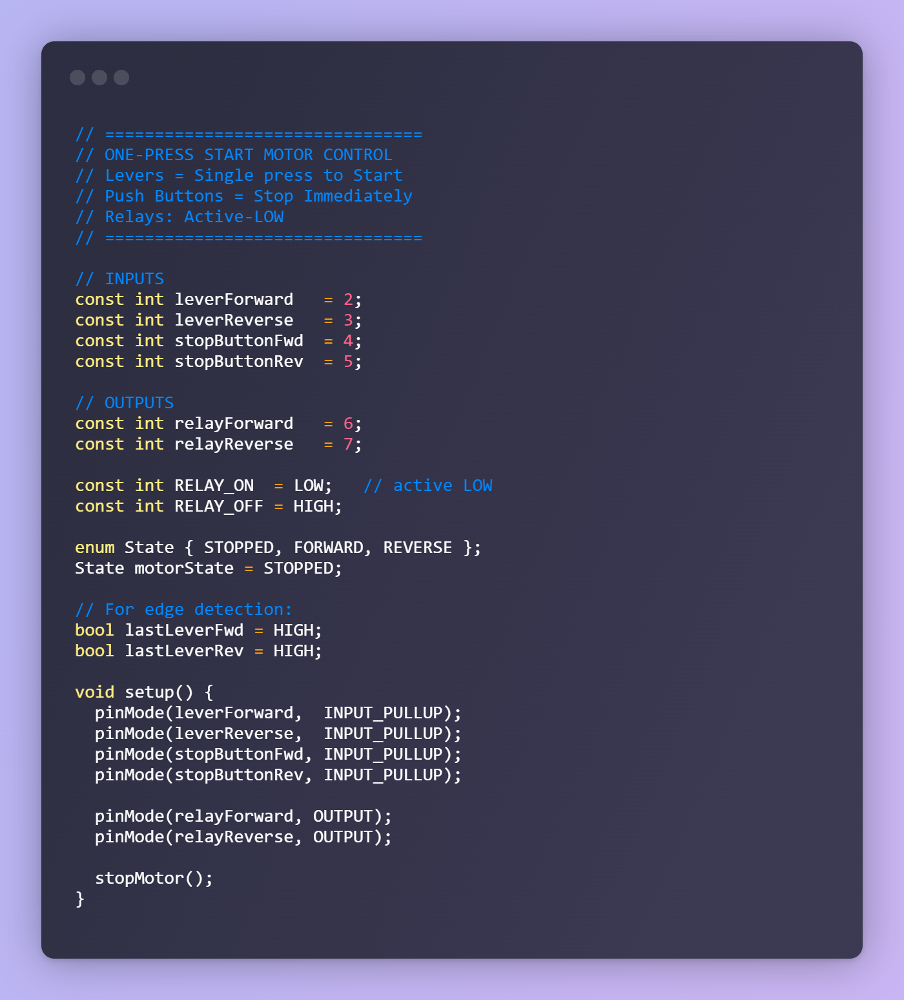 // ================================
// ONE-PRESS START MOTOR CONTROL
// Levers = Single press to Start
// Push Buttons = Stop Immediately
// Relays: Active-LOW
// ================================

// INPUTS
const int leverForward   = 2;
const int leverReverse   = 3;
const int stopButtonFwd  = 4;
const int stopButtonRev  = 5;

// OUTPUTS
const int relayForward   = 6;
const int relayReverse   = 7;

const int RELAY_ON  = LOW;   // active LOW
const int RELAY_OFF = HIGH;

enum State { STOPPED, FORWARD, REVERSE };
State motorState = STOPPED;

// For edge detection:
bool lastLeverFwd = HIGH;
bool lastLeverRev = HIGH;

void setup() {
  pinMode(leverForward,  INPUT_PULLUP);
  pinMode(leverReverse,  INPUT_PULLUP);
  pinMode(stopButtonFwd, INPUT_PULLUP);
  pinMode(stopButtonRev, INPUT_PULLUP);

  pinMode(relayForward, OUTPUT);
  pinMode(relayReverse, OUTPUT);

  stopMotor();
}